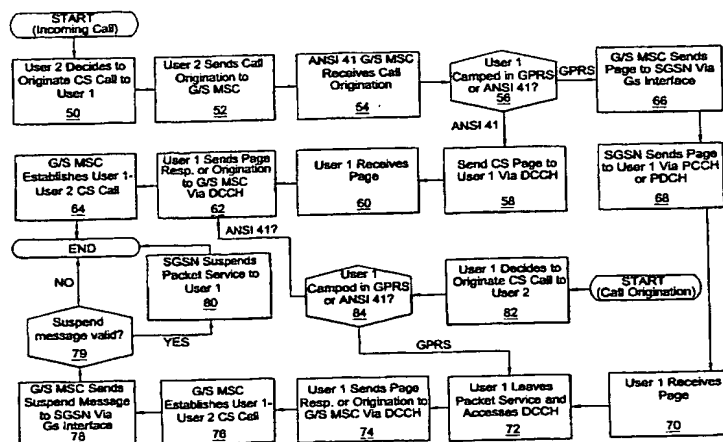 START
(Incoming Call)
User 2 Decides to
Originate CS Call to
User 1
50
User 2 Sends Call
Origination to
G/S MSC
52
ANSI 41 G/S MSC
Receives Call
Origination
54
User 1
Camped in GPRS
or ANSI 41?
56
GPRS
G/S MSC Sends
Page to SGSN Via
Gs Interface
66
ANSI 41
G/S MSC
Establishes User 1-
User 2 CS Call
64
User 1 Sends Page
Resp. or Origination
to G/S MSC
Via DCCH
62
User 1 Receives
Page
60
Send CS Page to
User 1 Via DCCH
58
SGSN Sends Page
to User 1 Via PCCH
or PDCH
68
END
ANSI 41?
NO
SGSN Suspends
Packet Service to
User 1
80
User 1
Camped in GPRS
or ANSI 41?
84
User 1 Decides to
Originate CS Call to
User 2
82
START
(Call Origination)
Suspend
message valid?
79
YES
GPRS
G/S MSC Sends
Suspend Message
to SGSN Via
Gs Interface
78
G/S MSC
Establishes User 1-
User 2 CS Call
76
User 1 Sends Page
Resp. or Origination to
G/S MSC Via DCCH
74
User 1 Leaves
Packet Service and
Accesses DCCH
72
User 1 Receives
Page
70